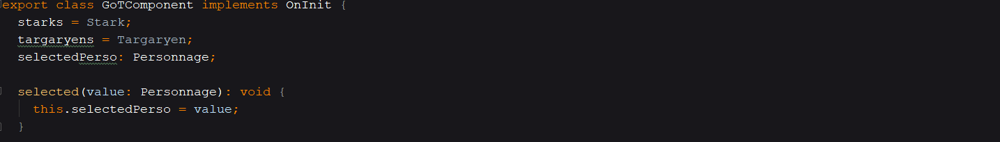 export class GoTComponent implements OnInit {
starks = Stark;
targaryens = Targaryen;
selectedPerso: Personnage;
selected(value: Personnage): void {
this.selectedPerso = value;
}